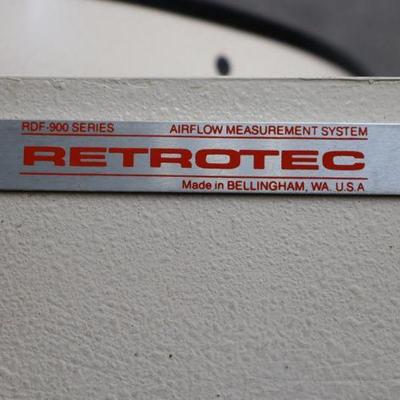 RDF-900 SERIES AIRFLOW MEASUREMENT SYSTEM
RETROTEC
Made in BELLINGHAM, WA. U.S.A